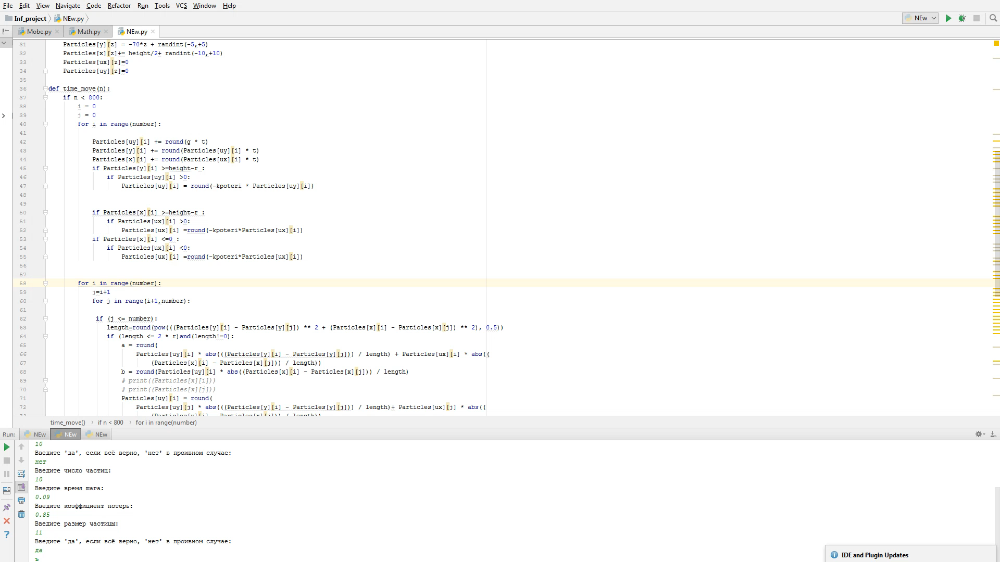 File Edit View Navigate Code Refactor Run Tools VCS Window Help
Inf_project NEw.py NEw
Mobe.py Math.py NEw.py
31 Particles[y][z] = -70*z + randint(-5,+5)
32 Particles[x][z]+= height/2+ randint(-10,+10)
33 Particles[ux][z]=0
34 Particles[uy][z]=0
35
36 def time_move(n):
37 if n < 800:
38 i = 0
39 j = 0
40 for i in range(number):
41
42 Particles[uy][i] += round(g * t)
43 Particles[y][i] += round(Particles[uy][i] * t)
44 Particles[x][i] += round(Particles[ux][i] * t)
45 if Particles[y][i] >=height-r :
46 if Particles[uy][i] >0:
47 Particles[uy][i] = round(-kpoteri * Particles[uy][i])
48
49
50 if Particles[x][i] >=height-r :
51 if Particles[ux][i] >0:
52 Particles[ux][i] =round(-kpoteri*Particles[ux][i])
53 if Particles[x][i] <=0 :
54 if Particles[ux][i] <0:
55 Particles[ux][i] =round(-kpoteri*Particles[ux][i])
56
57
58 for i in range(number):
59 j=i+1
60 for j in range(i+1,number):
61
62 if (j <= number):
63 length=round(pow(((Particles[y][i] - Particles[y][j]) ** 2 + (Particles[x][i] - Particles[x][j]) ** 2), 0.5))
64 if (length <= 2 * r)and(length!=0):
65 a = round(
66 Particles[uy][i] * abs(((Particles[y][i] - Particles[y][j])) / length) + Particles[ux][i] * abs((
67 (Particles[x][i] - Particles[x][j])) / length))
68 b = round(Particles[uy][i] * abs((Particles[x][i] - Particles[x][j])) / length)
69 # print((Particles[x][i]))
70 # print((Particles[x][j]))
71 Particles[uy][i] = round(
72 Particles[uy][j] * abs(((Particles[y][i] - Particles[y][j])) / length)+ Particles[ux][j] * abs((
73 (Particles[x][i] - Particles[x][j])) / length))
time_move() if n < 800 for i in range(number)
Run: NEw NEw NEw
10
Введите 'да', если всё верно, 'нет' в проивном случае:
нет
Введите число частиц:
10
Введите время шага:
0.09
Введите коэффициент потерь:
0.85
Введите размер частицы:
11
Введите 'да', если всё верно, 'нет' в проивном случае:
да
ъ
IDE and Plugin Updates